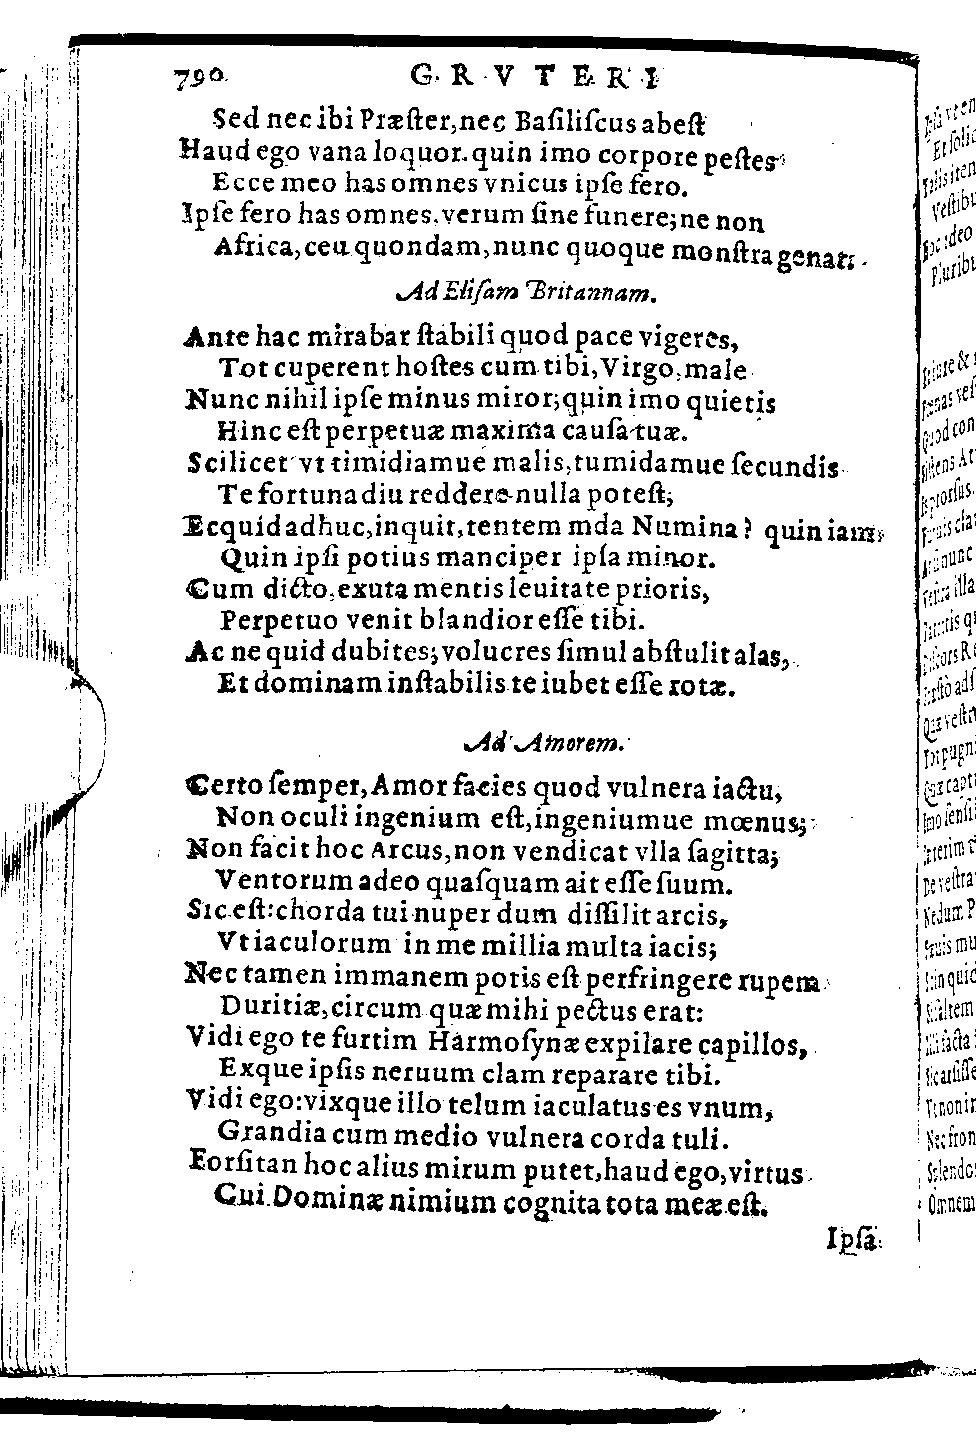 790 GRVTERI
Sed nec ibi Præſter, nec Baſiliſcus abeſt
Haud ego vana loquor. quin imo corpore peſtes
Ecce meo has omnes vnicus ipſe fero.
Ipſe fero has omnes, verum ſine funere; ne non
Africa, ceu quondam, nunc quoque monſtra genat:
Ad Eliſam Britannam.
Ante hac mirabar ſtabili quod pace vigeres,
Tot cuperent hoſtes cum tibi, Virgo, male
Nunc nihil ipſe minus miror; quin imo quietis
Hinc eſt perpetuæ maxima cauſa tuæ.
Scilicet vt timidiamue malis, tumidamue ſecundis
Te fortuna diu reddere nulla poteſt;
Ecquid adhuc, inquit, tentem mda Numina? quin iam,
Quin ipſi potius manciper ipſa minor.
Cum dicto, exuta mentis leuitate prioris,
Perpetuo venit blandior eſſe tibi.
Ac ne quid dubites; volucres ſimul abſtulit alas,
Et dominam inſtabilis te iubet eſſe rotæ.
Ad Amorem.
Certo ſemper, Amor facies quod vulnera iactu,
Non oculi ingenium eſt, ingeniumue mœnus;
Non facit hoc Arcus, non vendicat vlla ſagitta;
Ventorum adeo quaſquam ait eſſe ſuum.
Sic eſt: chorda tui nuper dum diſſilit arcis,
Vt iaculorum in me millia multa iacis;
Nec tamen immanem potis eſt perfringere rupem
Duritiæ, circum quæ mihi pectus erat:
Vidi ego te furtim Harmoſynæ expilare capillos,
Exque ipſis neruum clam reparare tibi.
Vidi ego: vixque illo telum iaculatus es vnum,
Grandia cum medio vulnera corda tuli.
Forſitan hoc alius mirum putet, haud ego, virtus
Cui Dominæ nimium cognita tota meæ eſt.
Ipſa